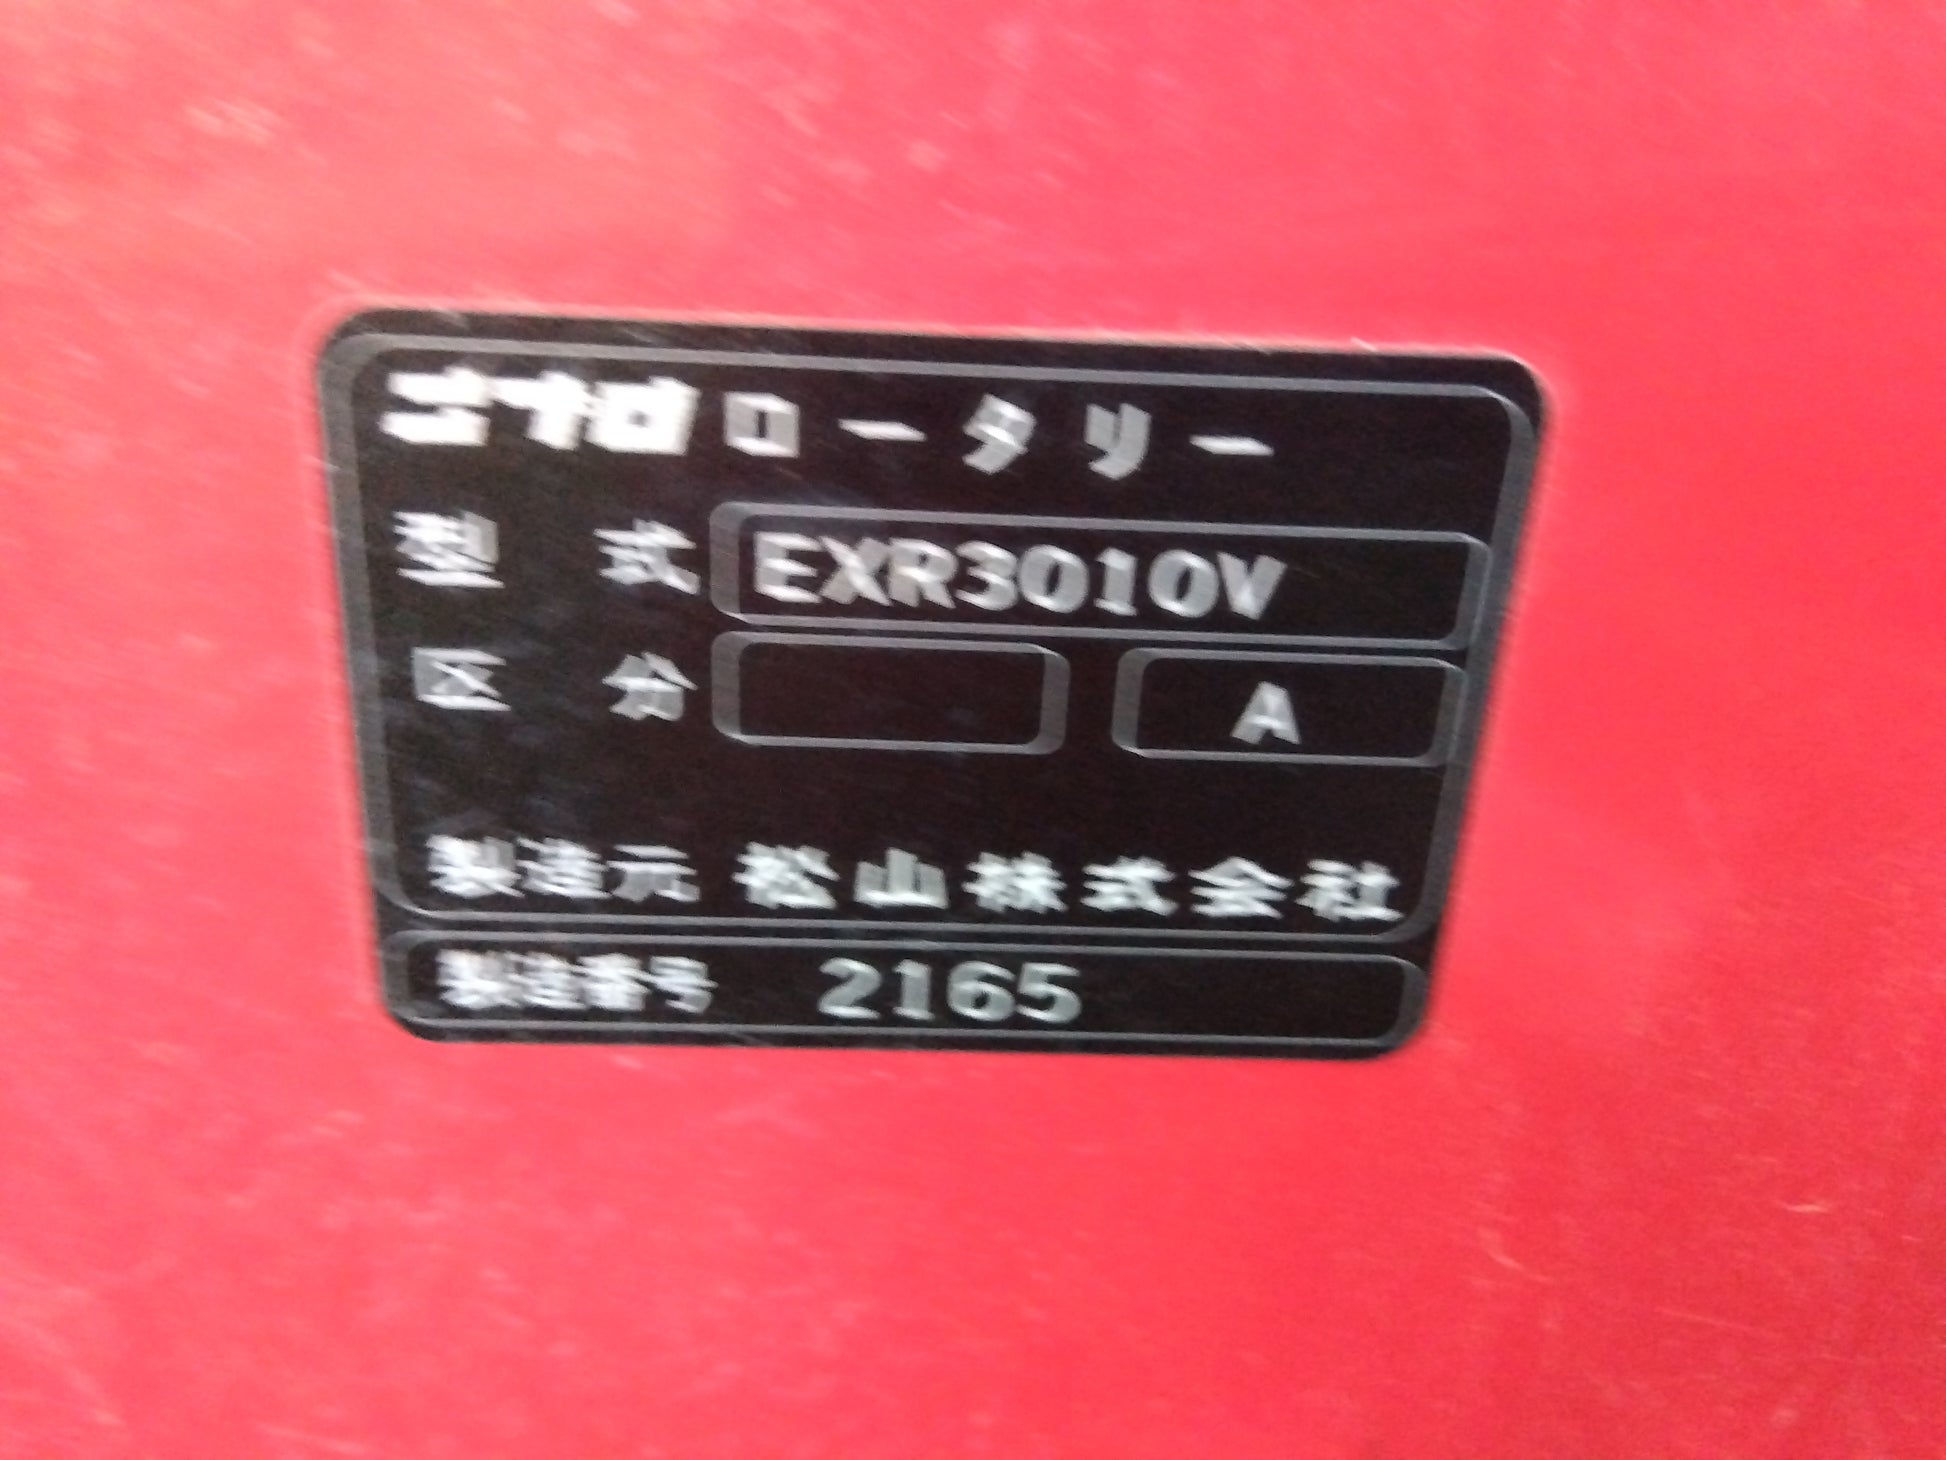 ニプロロータリー
型式 EXR3010V
区分 A
製造元 松山株式会社
製造番号 2165